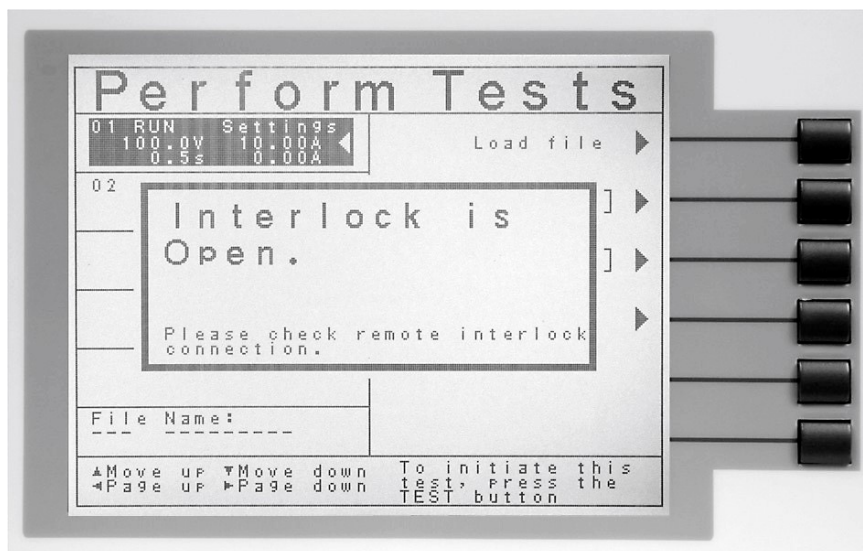 Perform Tests
01 RUN Settings
100.0V 10.00A
0.5s 0.00A
Load file
02
]
]
Interlock is
Open.
Please check remote interlock
connection.
File Name:
▲Move up ▼Move down
◄Page up ►Page down
To initiate this
test, press the
TEST button